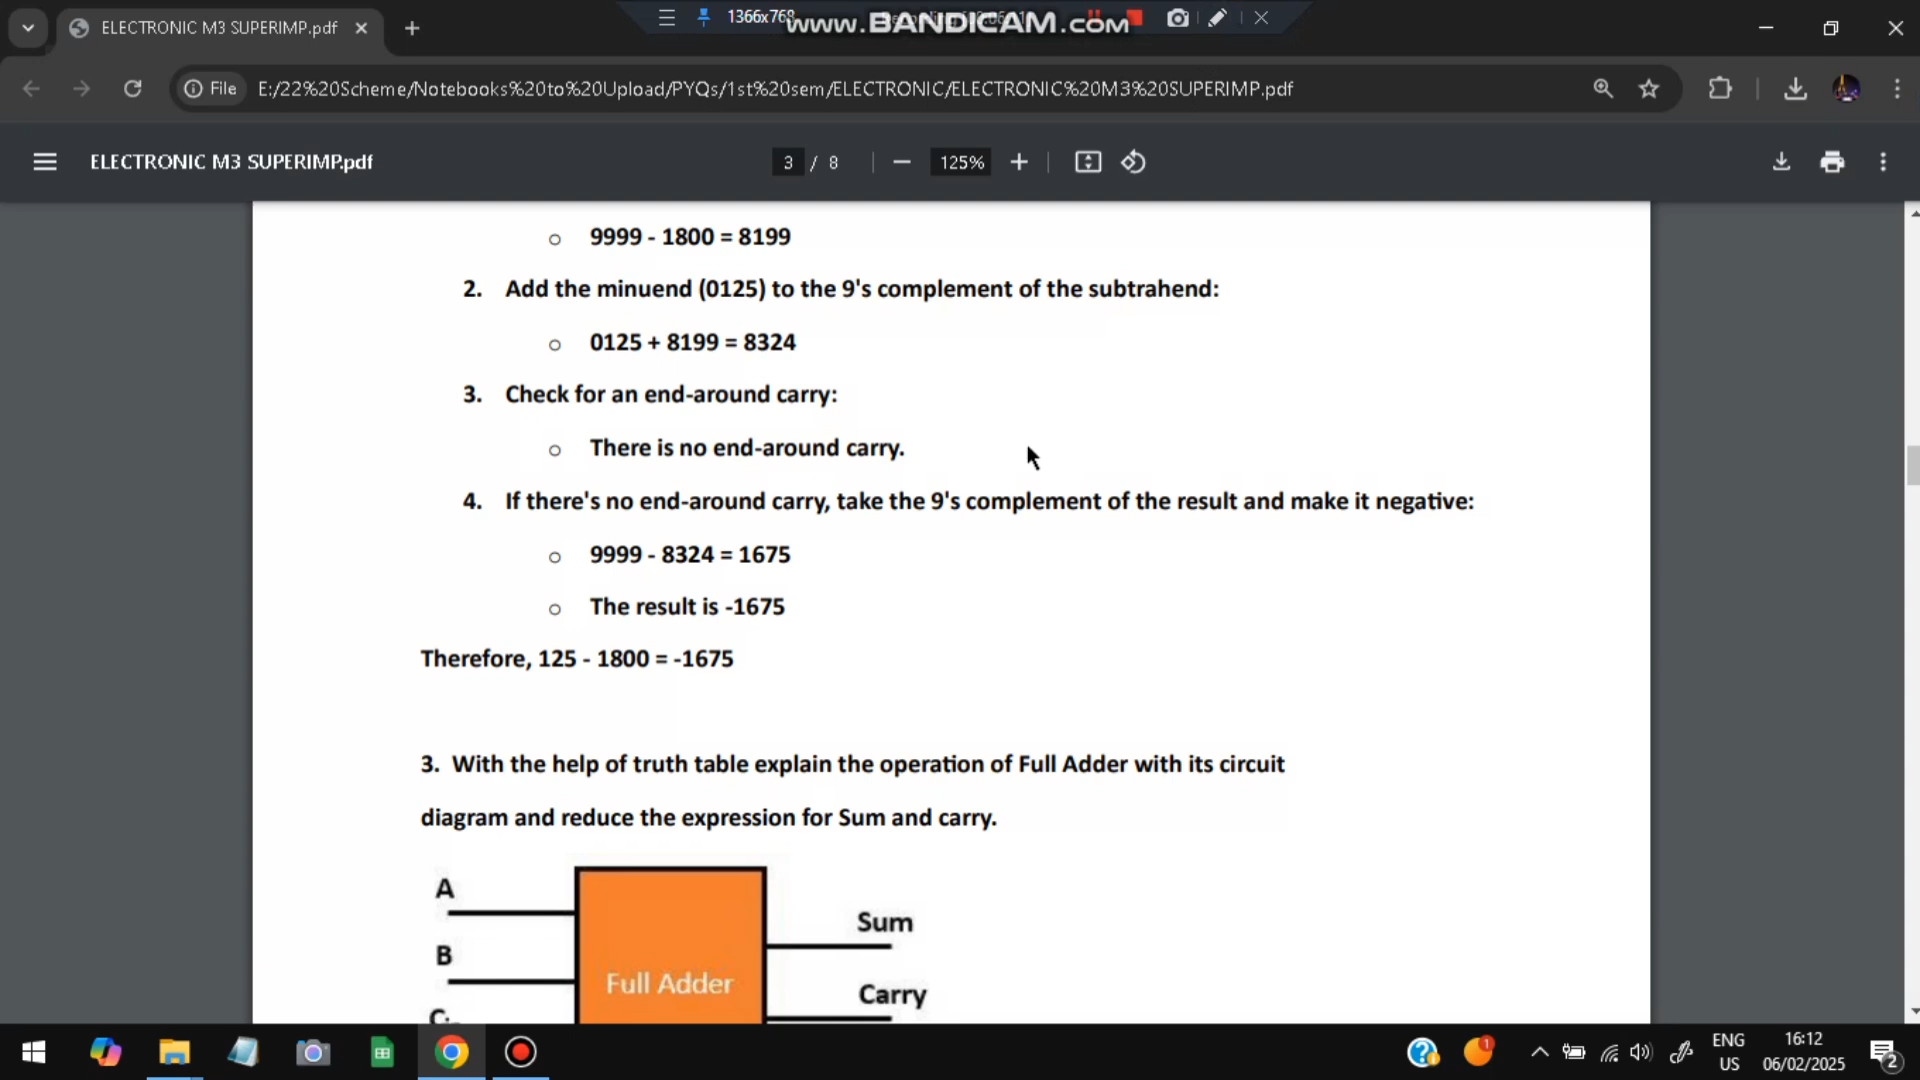 ELECTRONIC M3 SUPERIMP.pdf
1366x768
www.BANDICAM.com
File
E:/22%20Scheme/Notebooks%20to%20Upload/PYQs/1st%20sem/ELECTRONIC/ELECTRONIC%20M3%20SUPERIMP.pdf
ELECTRONIC M3 SUPERIMP.pdf
3 / 8
125%
9999 - 1800 = 8199
2. Add the minuend (0125) to the 9's complement of the subtrahend:
0125 + 8199 = 8324
3. Check for an end-around carry:
There is no end-around carry.
4. If there's no end-around carry, take the 9's complement of the result and make it negative:
9999 - 8324 = 1675
The result is -1675
Therefore, 125 - 1800 = -1675
3. With the help of truth table explain the operation of Full Adder with its circuit
diagram and reduce the expression for Sum and carry.
A
Sum
B
Full Adder
Carry
ENG
US
16:12
06/02/2025
1
2